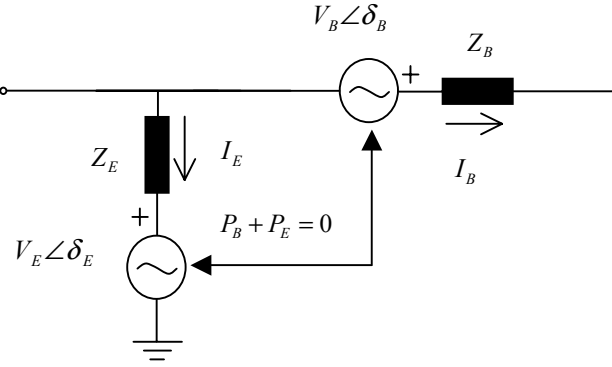 V_B∠δ_B
+
Z_B
Z_E
I_E
I_B
+
P_B + P_E = 0
V_E∠δ_E